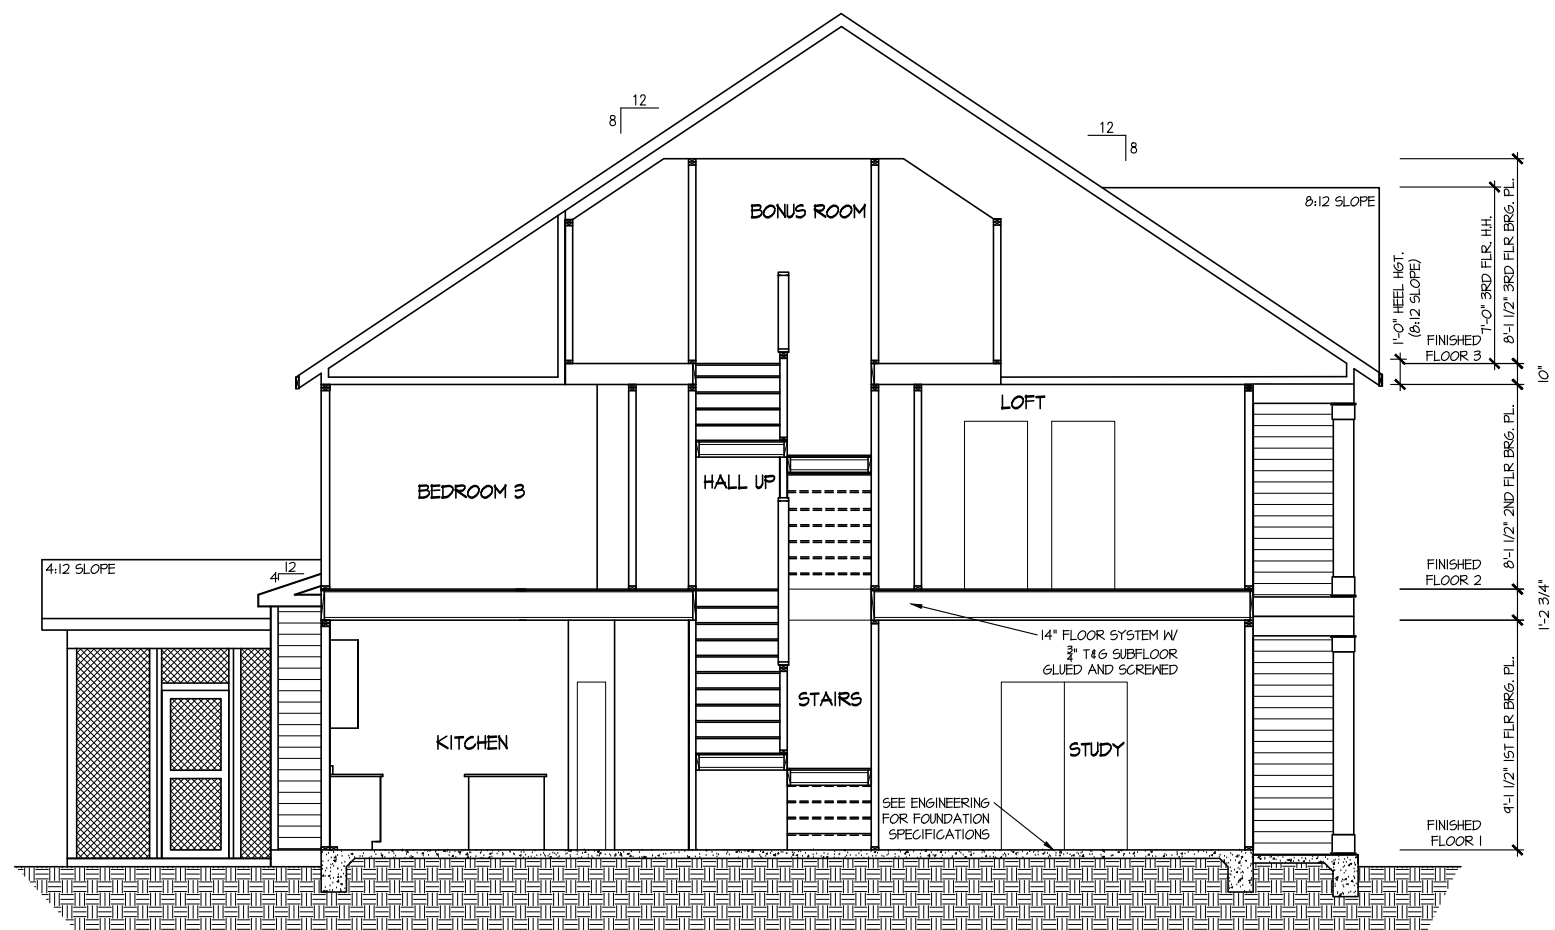 12
8
12
8
BONUS ROOM
8:12 SLOPE
1'-0" HEEL HGT.
(8:12 SLOPE)
7'-0" 3RD FLR. H.H.
8'-1 1/2" 3RD FLR BRG. PL.
FINISHED
FLOOR 3
10"
LOFT
HALL UP
BEDROOM 3
8'-1 1/2" 2ND FLR BRG. PL.
4:12 SLOPE
12
4
FINISHED
FLOOR 2
1'-2 3/4"
14" FLOOR SYSTEM W/
3/4" T&G SUBFLOOR
GLUED AND SCREWED
STAIRS
KITCHEN
STUDY
9'-1 1/2" 1ST FLR BRG. PL.
SEE ENGINEERING
FOR FOUNDATION
SPECIFICATIONS
FINISHED
FLOOR 1